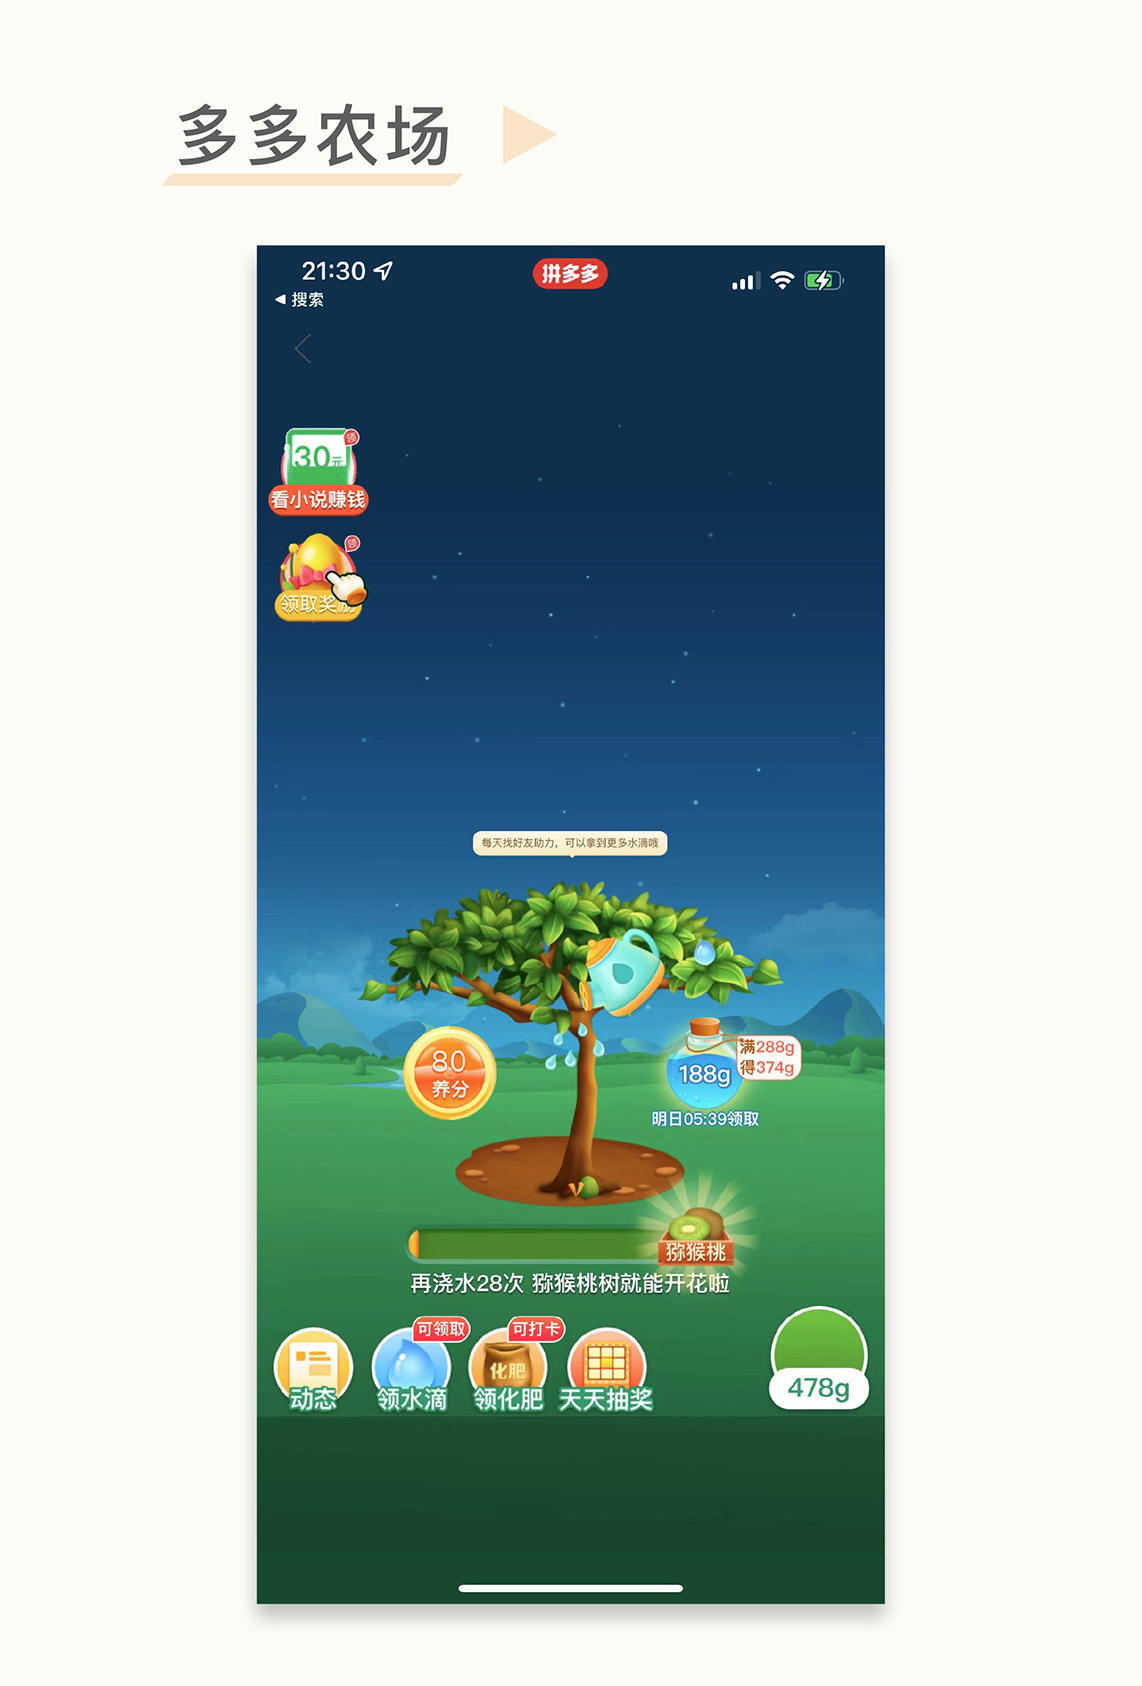 多多农场
21:30
拼多多
搜索
30元
领
看小说赚钱
领
领取奖励
每天找好友助力，可以拿到更多水滴哦
80
养分
188g
满288g
得374g
明日05:39领取
猕猴桃
再浇水28次 猕猴桃树就能开花啦
可领取
可打卡
化肥
动态
领水滴
领化肥
天天抽奖
478g